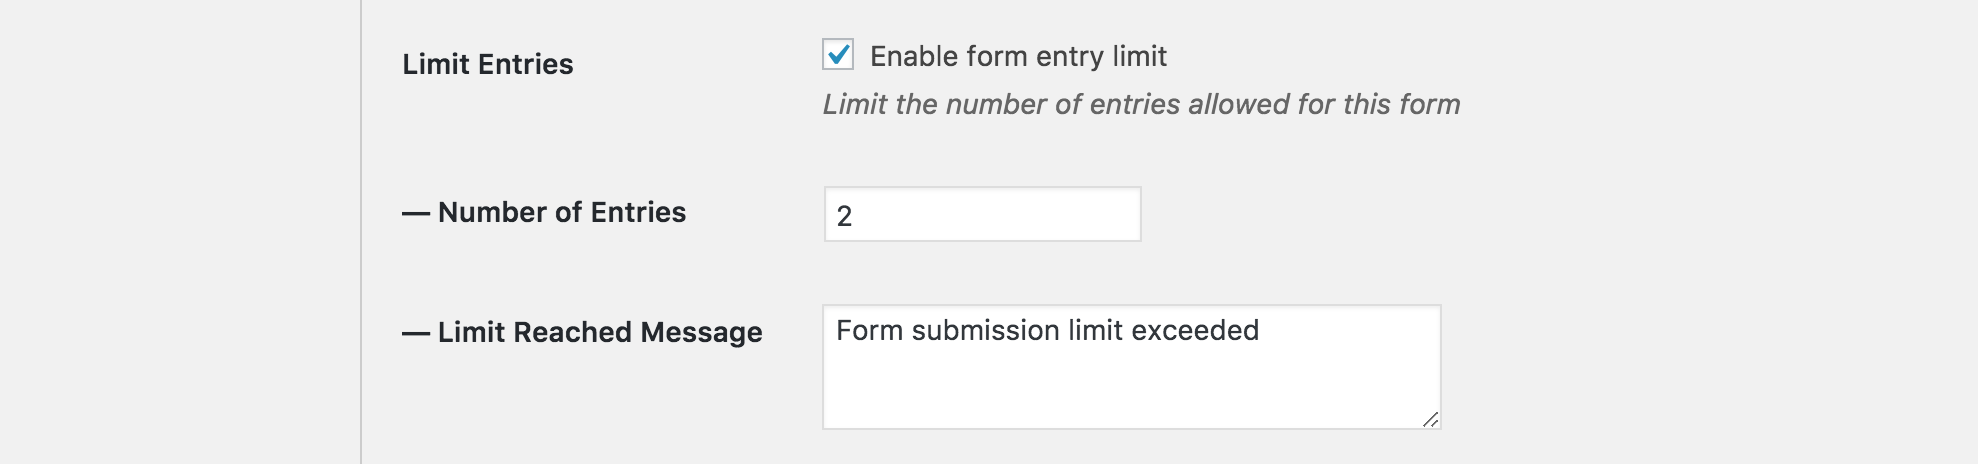 Limit Entries
Enable form entry limit
Limit the number of entries allowed for this form
— Number of Entries
2
— Limit Reached Message
Form submission limit exceeded